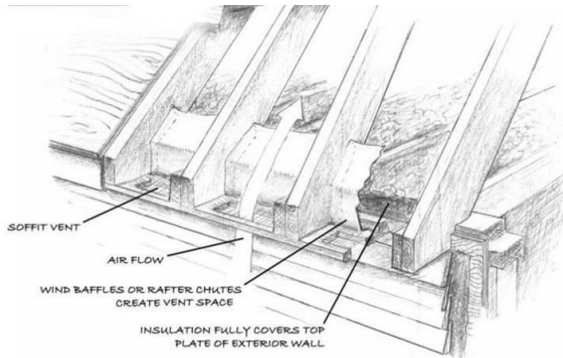 SOFFIT VENT
AIR FLOW
WIND BAFFLES OR RAFTER CHUTES
CREATE VENT SPACE
INSULATION FULLY COVERS TOP
PLATE OF EXTERIOR WALL